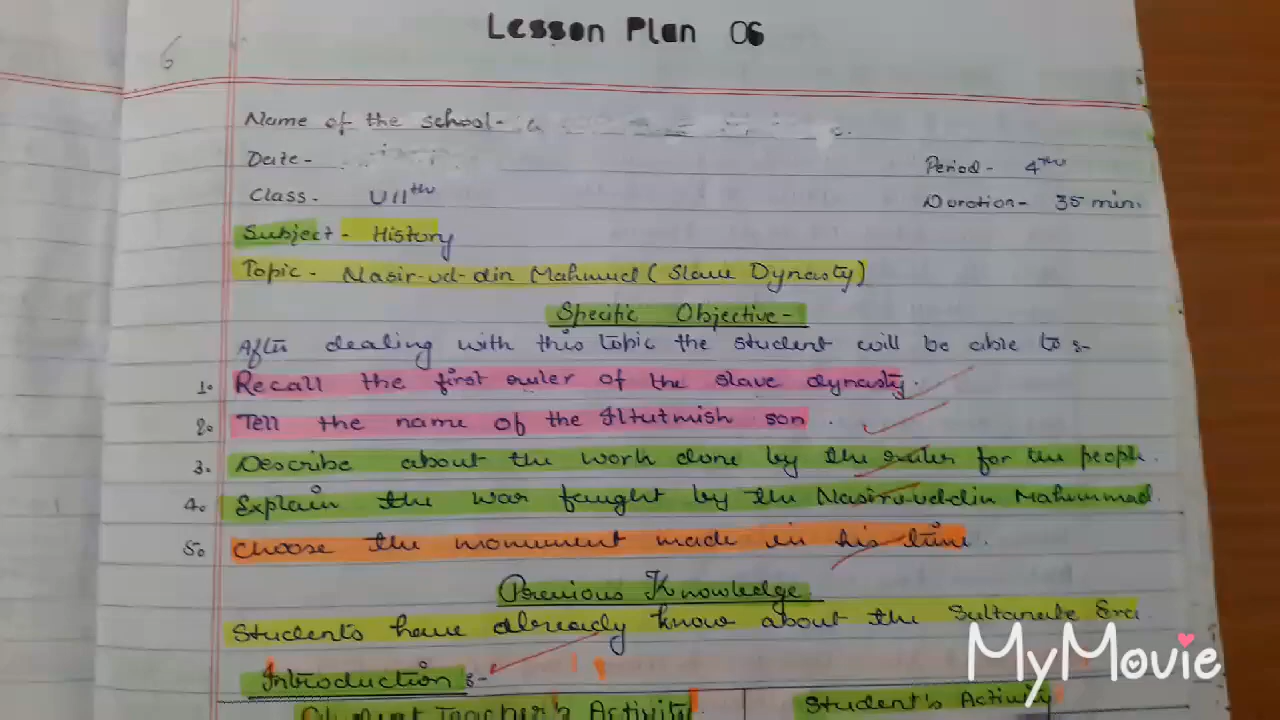 Lesson Plan 06
6
Name of the school-
Date-
Period- 4th
Class- VIIth
Duration- 35 min.
Subject - History
Topic - Nasir-ud-din Mahmud (Slave Dynasty)
Specific Objective-
After dealing with this topic the student will be able to :-
1. Recall the first ruler of the slave dynasty.
2. Tell the name of the Iltutmish son.
3. Describe about the work done by the ruler for the people.
4. Explain the war faught by the Nasiruddin Mahummad.
5. Choose the monument made in his time.
Previous Knowledge
Students have already know about the Sultanate Era
Introduction :-
Teacher's Activity
Student's Activity
MyMovie